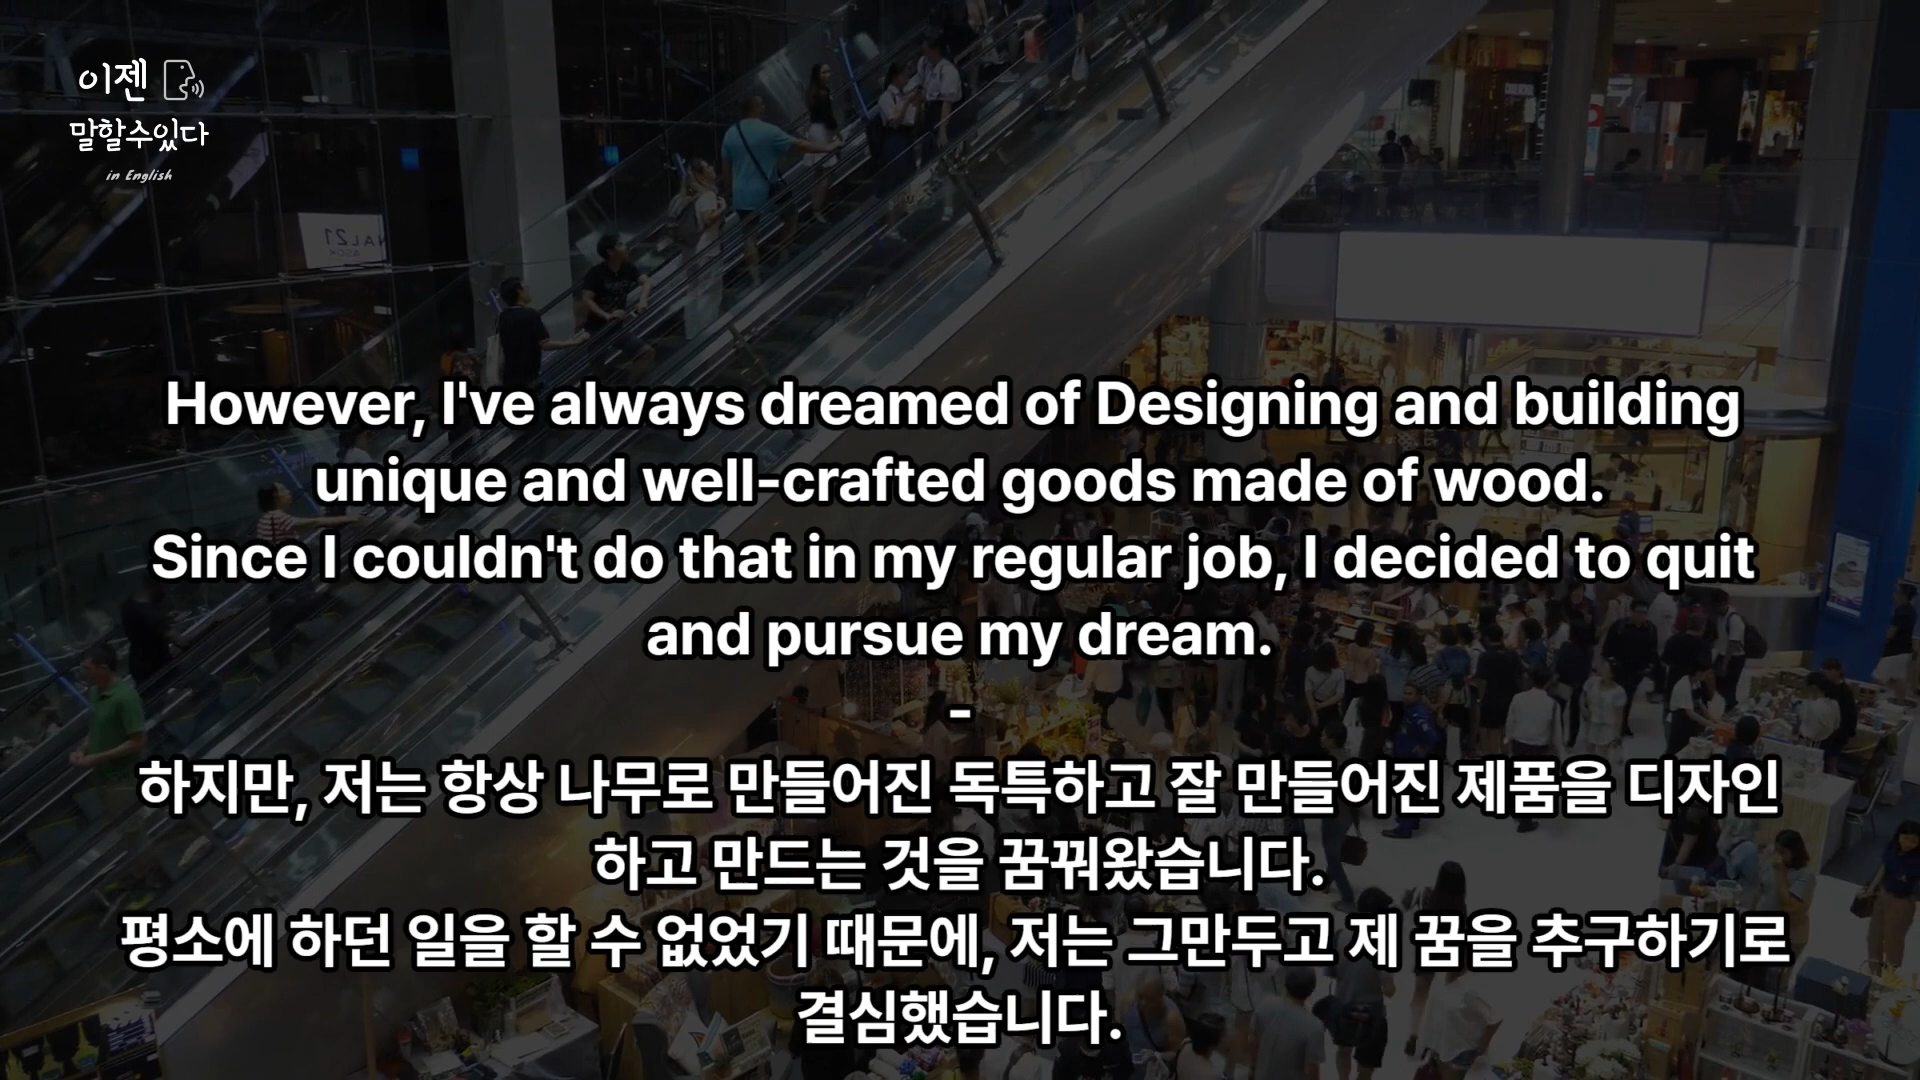 이젠
말할수있다
in English
However, I've always dreamed of Designing and building
unique and well-crafted goods made of wood.
Since I couldn't do that in my regular job, I decided to quit
and pursue my dream.
-
하지만, 저는 항상 나무로 만들어진 독특하고 잘 만들어진 제품을 디자인
하고 만드는 것을 꿈꿔왔습니다.
평소에 하던 일을 할 수 없었기 때문에, 저는 그만두고 제 꿈을 추구하기로
결심했습니다.